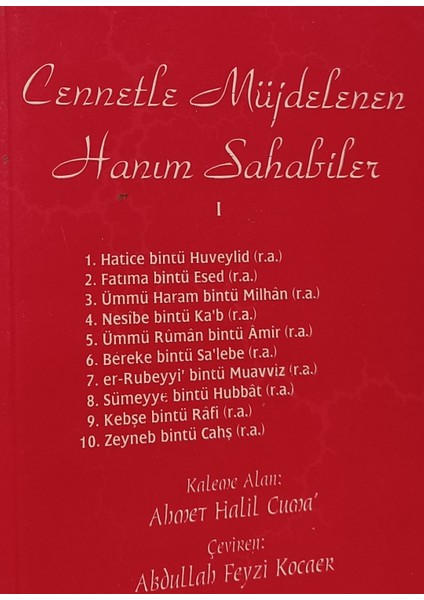 Cennetle Müjdelenen
Hanım Sahabiler
I
1. Hatice bintü Huveylid (r.a.)
2. Fatıma bintü Esed (r.a.)
3. Ümmü Haram bintü Milhân (r.a.)
4. Nesîbe bintü Ka'b (r.a.)
5. Ümmü Rûmân bintü Âmir (r.a.)
6. Bereke bintü Sa'lebe (r.a.)
7. er-Rubeyyi' bintü Muavviz (r.a.)
8. Sümeyye bintü Hubbât (r.a.)
9. Kebşe bintü Râfi (r.a.)
10. Zeyneb bintü Cahş (r.a.)
Kaleme Alan:
Ahmet Halil Cuma'
Çeviren:
Abdullah Feyzi Kocaer